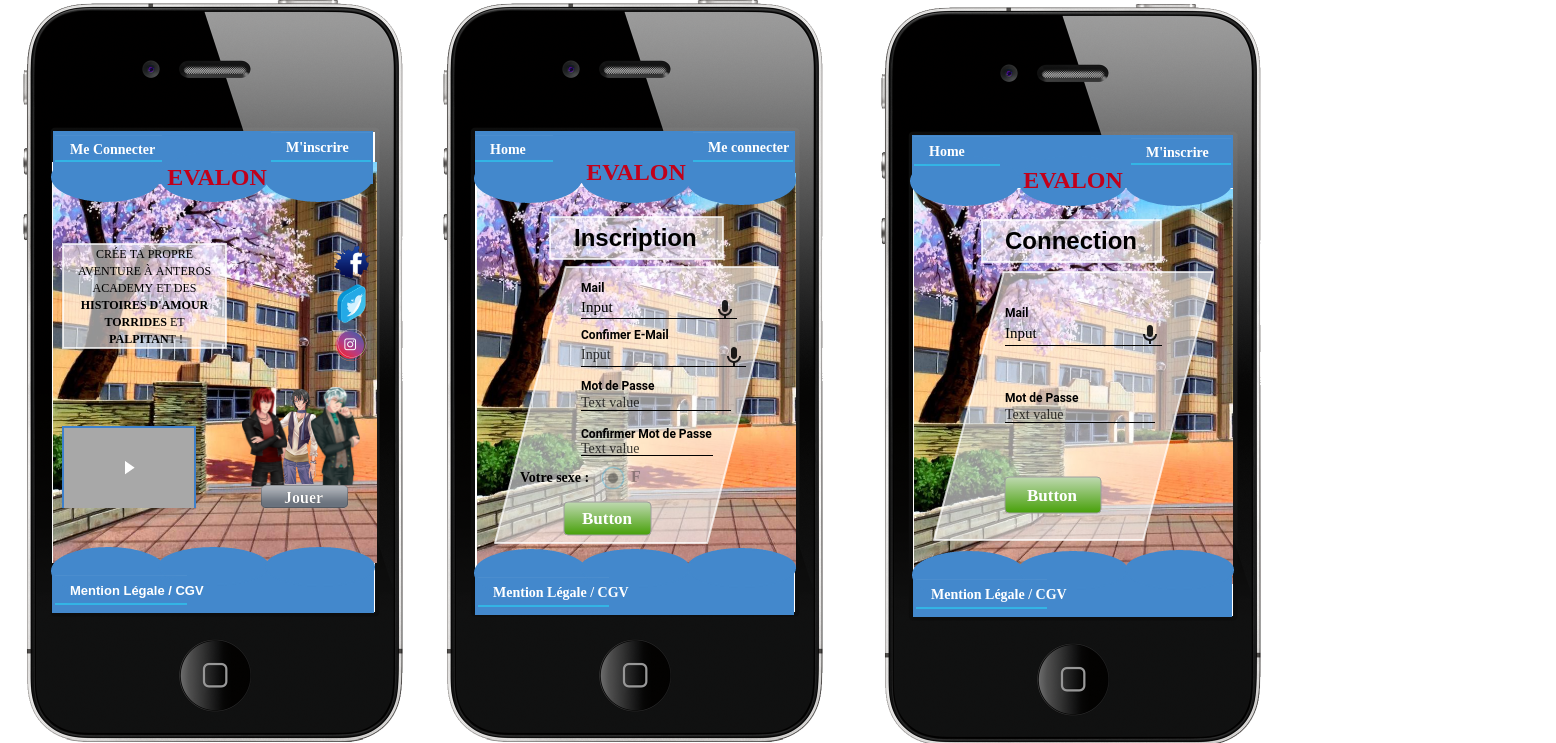 Me Connecter
M'inscrire
EVALON
CRÉE TA PROPRE
AVENTURE À ANTEROS
ACADEMY ET DES
HISTOIRES D'AMOUR
TORRIDES ET
PALPITANT !
Jouer
Mention Légale / CGV
Home
Me connecter
EVALON
Inscription
Mail
Input
Confimer E-Mail
Input
Mot de Passe
Text value
Confirmer Mot de Passe
Text value
Votre sexe : F
Button
Mention Légale / CGV
Home
M'inscrire
EVALON
Connection
Mail
Input
Mot de Passe
Text value
Button
Mention Légale / CGV